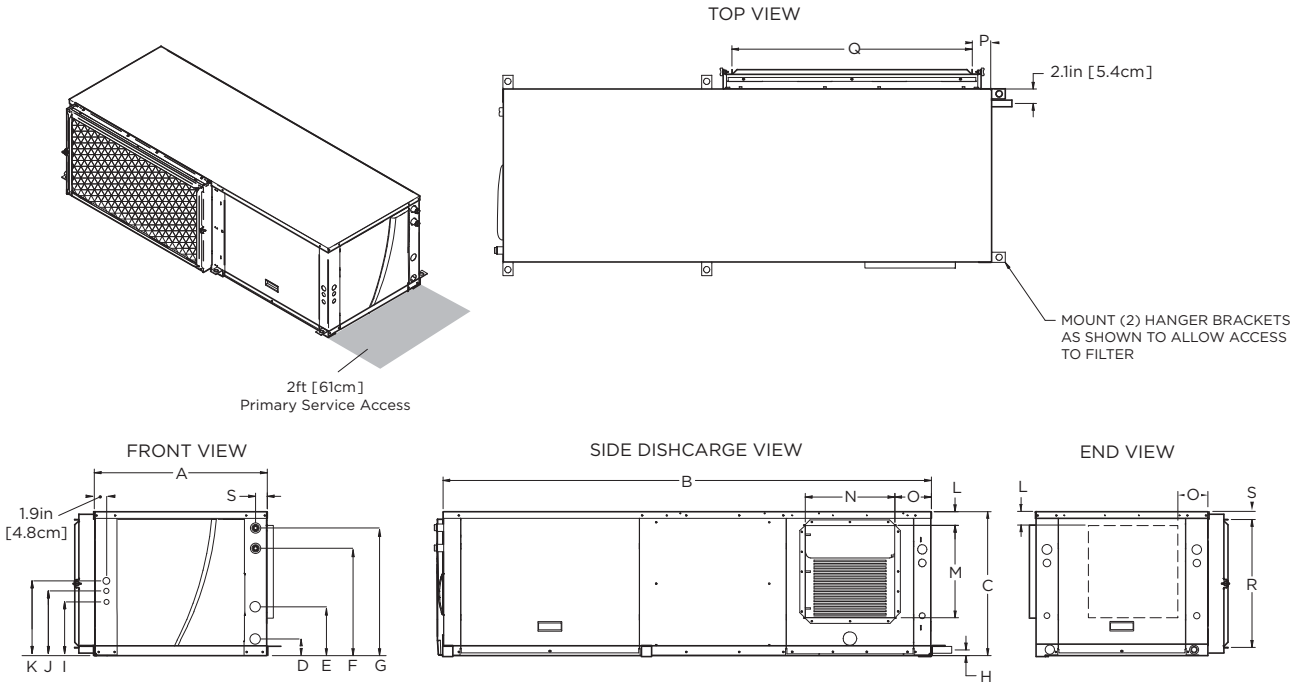 TOP VIEW
Q
P
2.1in [5.4cm]
MOUNT (2) HANGER BRACKETS
AS SHOWN TO ALLOW ACCESS
TO FILTER
2ft [61cm]
Primary Service Access
FRONT VIEW
A
S
1.9in
[4.8cm]
K J I
D E F G
SIDE DISHCARGE VIEW
B
L
N
O
M
C
H
END VIEW
L
O
S
R